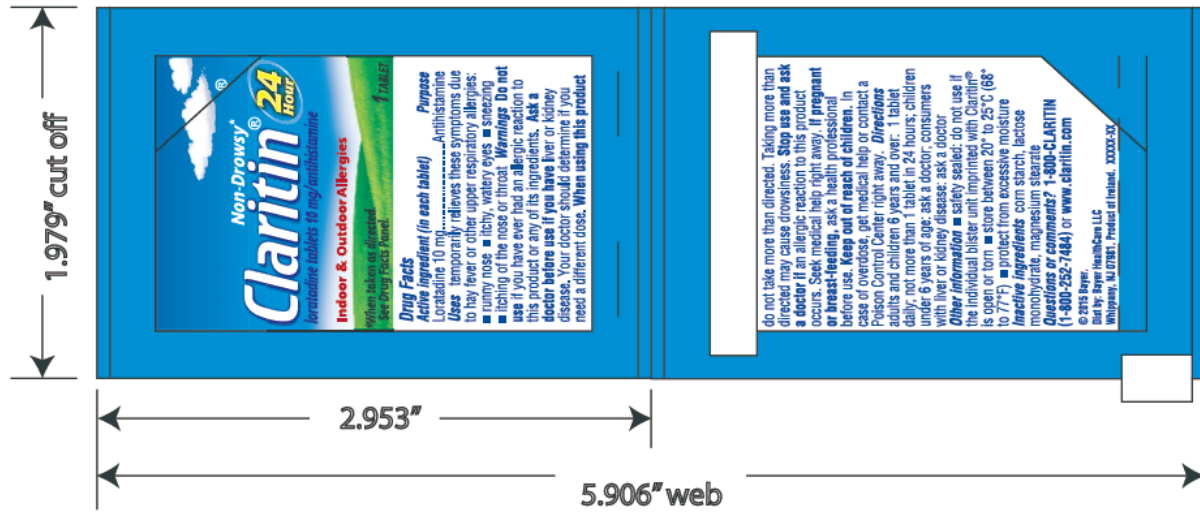 1.979” cut off
Non-Drowsy*
®
Claritin®
24
Hour
loratadine tablets 10 mg/antihistamine
Indoor & Outdoor Allergies
*When taken as directed.
See Drug Facts Panel.
1 TABLET
Drug Facts
Active ingredient (in each tablet) Purpose
Loratadine 10 mg........................Antihistamine
Uses temporarily relieves these symptoms due
to hay fever or other upper respiratory allergies:
■ runny nose ■ itchy, watery eyes ■ sneezing
■ itching of the nose or throat Warnings Do not
use if you have ever had an allergic reaction to
this product or any of its ingredients. Ask a
doctor before use if you have liver or kidney
disease. Your doctor should determine if you
need a different dose. When using this product
do not take more than directed. Taking more than
directed may cause drowsiness. Stop use and ask
a doctor if an allergic reaction to this product
occurs. Seek medical help right away. If pregnant
or breast-feeding, ask a health professional
before use. Keep out of reach of children. In
case of overdose, get medical help or contact a
Poison Control Center right away. Directions
adults and children 6 years and over: 1 tablet
daily; not more than 1 tablet in 24 hours; children
under 6 years of age: ask a doctor; consumers
with liver or kidney disease: ask a doctor
Other information ■ safety sealed: do not use if
the individual blister unit imprinted with Claritin®
is open or torn ■ store between 20° to 25°C (68°
to 77°F) ■ protect from excessive moisture
Inactive ingredients corn starch, lactose
monohydrate, magnesium stearate
Questions or comments? 1-800-CLARITIN
(1-800-252-7484) or www.claritin.com
©2015 Bayer.
Dist by: Bayer HealthCare LLC
Whippany, NJ 07981. Product of Ireland. XXXXX-XX
2.953”
5.906” web